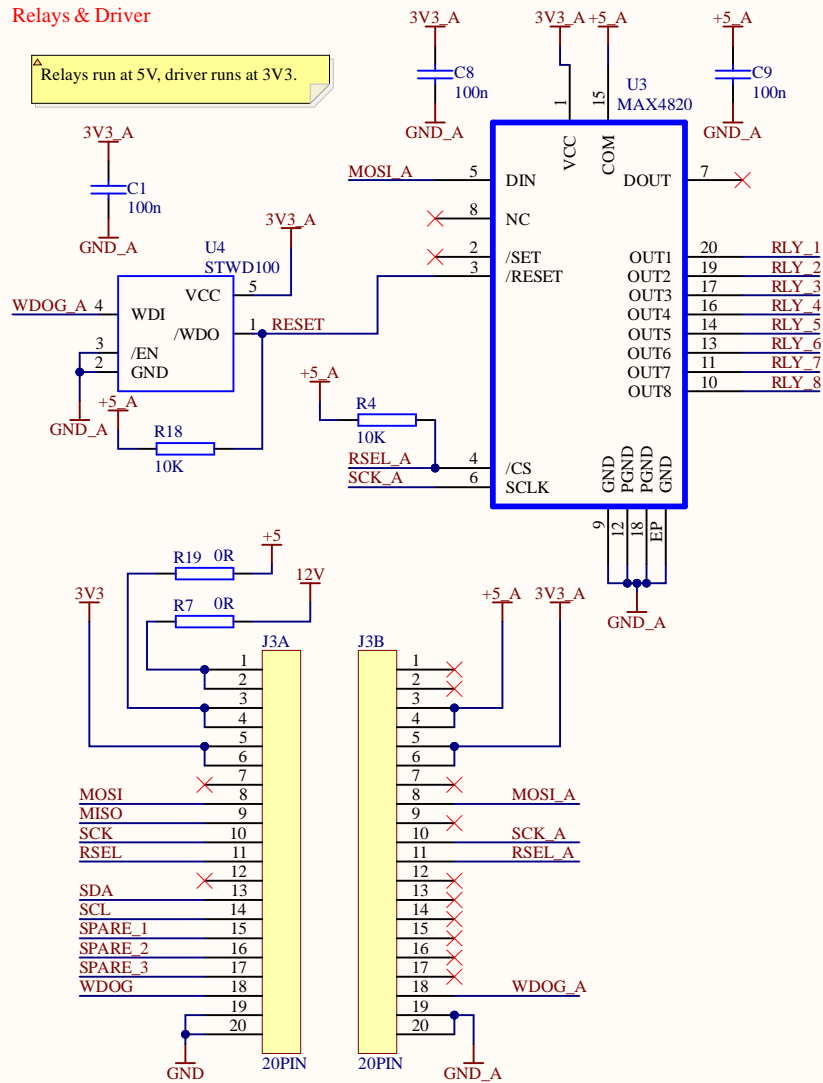 Relays & Driver
Relays run at 5V, driver runs at 3V3.
3V3_A
C8
100n
GND_A
3V3_A
+5_A
+5_A
C9
100n
GND_A
3V3_A
C1
100n
GND_A
U3
MAX4820
1
VCC
15
COM
MOSI_A
5
DIN
8
NC
2
/SET
3
/RESET
DOUT
7
OUT1
20
RLY_1
OUT2
19
RLY_2
OUT3
17
RLY_3
OUT4
16
RLY_4
OUT5
14
RLY_5
OUT6
13
RLY_6
OUT7
11
RLY_7
OUT8
10
RLY_8
RSEL_A
4
/CS
SCK_A
6
SCLK
GND
PGND
PGND
GND
9
12
18
EP
GND_A
+5_A
R4
10K
U4
STWD100
3V3_A
VCC
5
WDOG_A
4
WDI
/WDO
1
RESET
3
/EN
2
GND
GND_A
+5_A
R18
10K
R19
0R
+5
R7
0R
12V
3V3
J3A
1
2
3
4
5
6
7
MOSI
8
MISO
9
SCK
10
RSEL
11
12
SDA
13
SCL
14
SPARE_1
15
SPARE_2
16
SPARE_3
17
WDOG
18
19
20
GND
20PIN
+5_A
3V3_A
J3B
1
2
3
4
5
6
7
8
MOSI_A
9
10
SCK_A
11
RSEL_A
12
13
14
15
16
17
18
WDOG_A
19
20
20PIN
GND_A